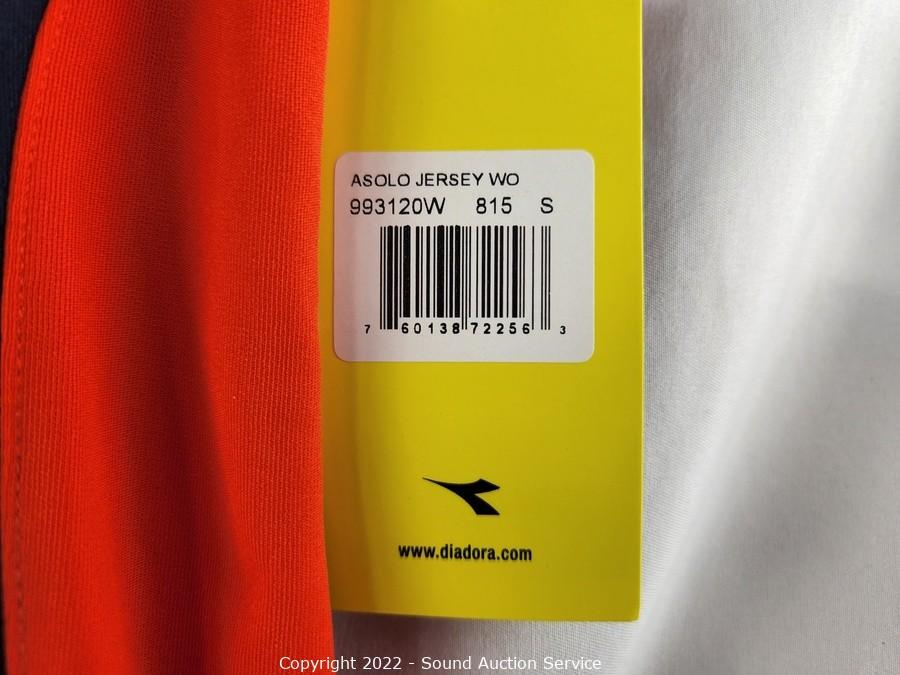 ASOLO JERSEY WO
993120W 815 S
7 60138 72256 3
www.diadora.com
Copyright 2022 - Sound Auction Service